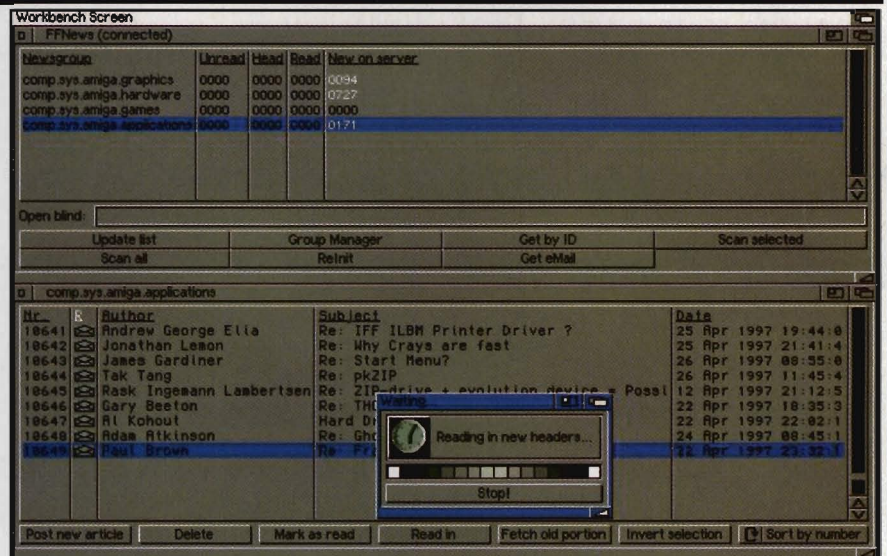 Workbench Screen
FFNews (connected)
Newsgroup Unread Head Read New on server
comp.sys.amiga.graphics 0000 0000 0000 0094
comp.sys.amiga.hardware 0000 0000 0000 0727
comp.sys.amiga.games 0000 0000 0000 0000
comp.sys.amiga.applications 0000 0000 0000 0171
Open blind:
Update list Group Manager Get by ID Scan selected
Scan all ReInit Get eMail
comp.sys.amiga.applications
Nr. R Author Subject Date
10641 Andrew George Elia Re: IFF ILBM Printer Driver ? 25 Apr 1997 19:44:0
10642 Jonathan Lemon Re: Why Crays are fast 25 Apr 1997 21:41:4
10643 James Gardiner Re: Start Menu? 26 Apr 1997 08:55:0
10644 Tak Tang Re: pkZIP 26 Apr 1997 11:45:4
10645 Rask Ingemann Lambertsen Re: ZIP-drive + evolution device = Possi 12 Apr 1997 21:12:5
10646 Gary Beeton Re: 22 Apr 1997 18:35:3
10647 Al Kohout Hard 22 Apr 1997 22:02:1
10648 Adam Atkinson Re: 24 Apr 1997 08:45:1
10649 Paul Brown Re: 22 Apr 1997 23:32:1
Waiting...
Reading in new headers...
Stop!
Post new article Delete Mark as read Read in Fetch old portion Invert selection Sort by number